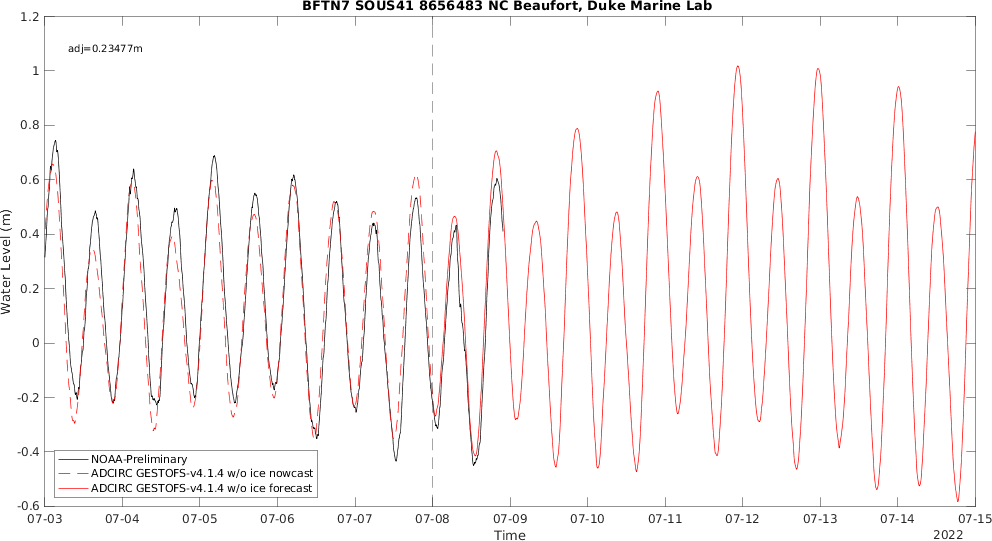 BFTN7 SOUS41 8656483 NC Beaufort, Duke Marine Lab
1.2
adj=0.23477m
1
0.8
0.6
0.4
0.2
0
-0.2
-0.4
-0.6
Water Level (m)
NOAA-Preliminary
ADCIRC GESTOFS-v4.1.4 w/o ice nowcast
ADCIRC GESTOFS-v4.1.4 w/o ice forecast
07-03 07-04 07-05 07-06 07-07 07-08 07-09 07-10 07-11 07-12 07-13 07-14 07-15
Time
2022